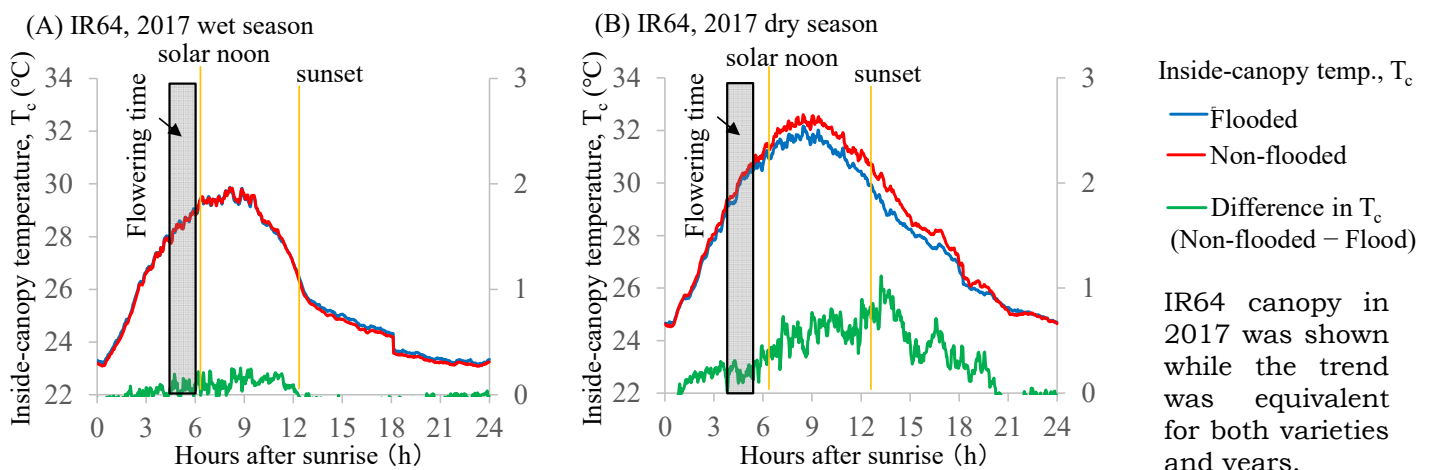 (A) IR64, 2017 wet season
solar noon
sunset
Inside-canopy temperature, Tc (℃)
Flowering time
34
32
30
28
26
24
22
3
2
1
0
0 3 6 9 12 15 18 21 24
Hours after sunrise (h)
(B) IR64, 2017 dry season
solar noon
sunset
Inside-canopy temperature, Tc (℃)
Flowering time
34
32
30
28
26
24
22
3
2
1
0
0 3 6 9 12 15 18 21 24
Hours after sunrise (h)
Inside-canopy temp., Tc
Flooded
Non-flooded
Difference in Tc
(Non-flooded − Flood)
IR64 canopy in
2017 was shown
while the trend
was equivalent
for both varieties
and years.